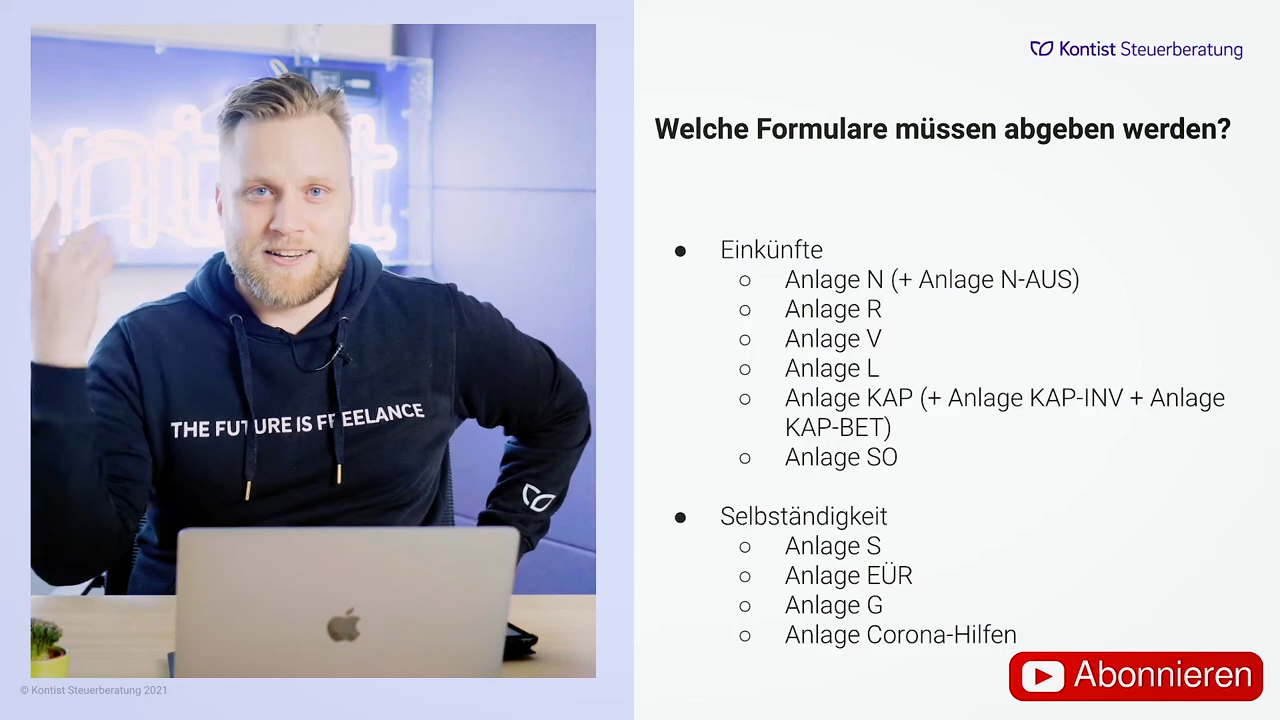 Kontist Steuerberatung
Welche Formulare müssen abgeben werden?
● Einkünfte
○ Anlage N (+ Anlage N-AUS)
○ Anlage R
○ Anlage V
○ Anlage L
○ Anlage KAP (+ Anlage KAP-INV + Anlage
KAP-BET)
○ Anlage SO
● Selbständigkeit
○ Anlage S
○ Anlage EÜR
○ Anlage G
○ Anlage Corona-Hilfen
Abonnieren
THE FUTURE IS FREELANCE
© Kontist Steuerberatung 2021